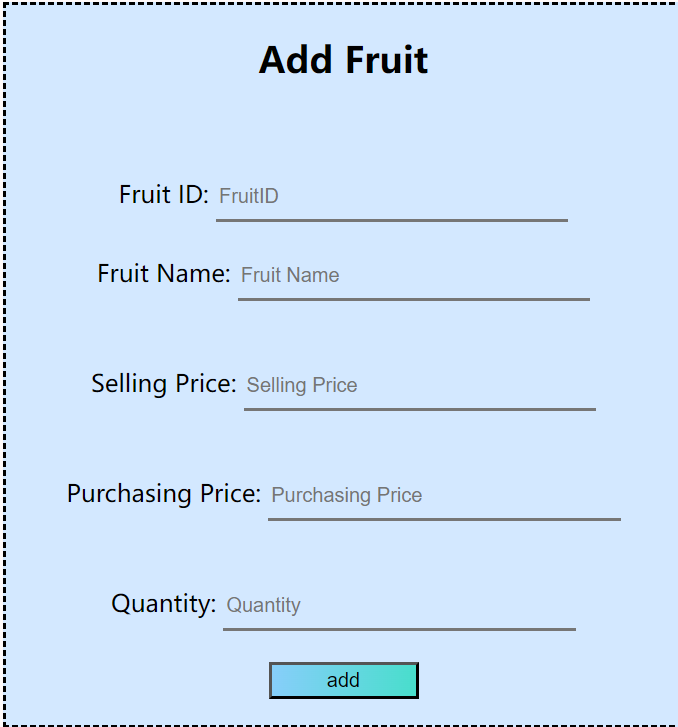 Add Fruit
Fruit ID: FruitID
Fruit Name: Fruit Name
Selling Price: Selling Price
Purchasing Price: Purchasing Price
Quantity: Quantity
add